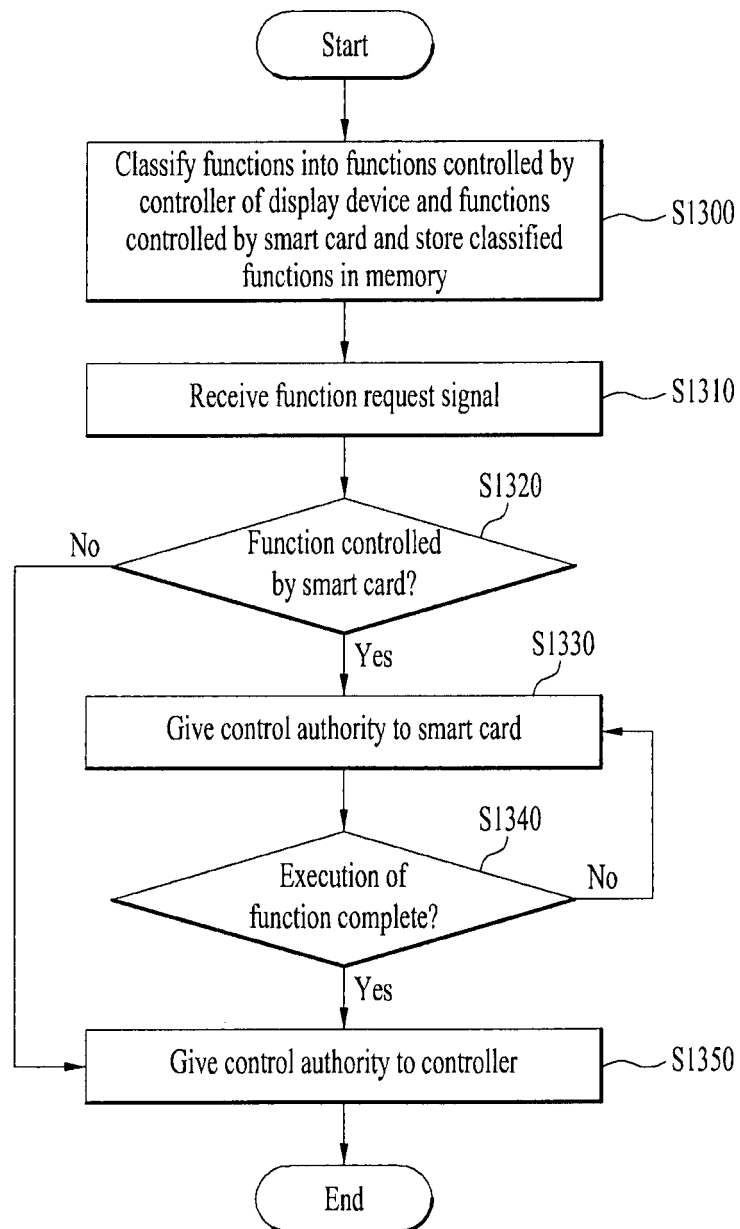 Start
Classify functions into functions controlled by
controller of display device and functions
controlled by smart card and store classified
functions in memory
S1300
Receive function request signal
S1310
S1320
Function controlled
by smart card?
No
Yes
S1330
Give control authority to smart card
S1340
Execution of
function complete?
No
Yes
Give control authority to controller
S1350
End